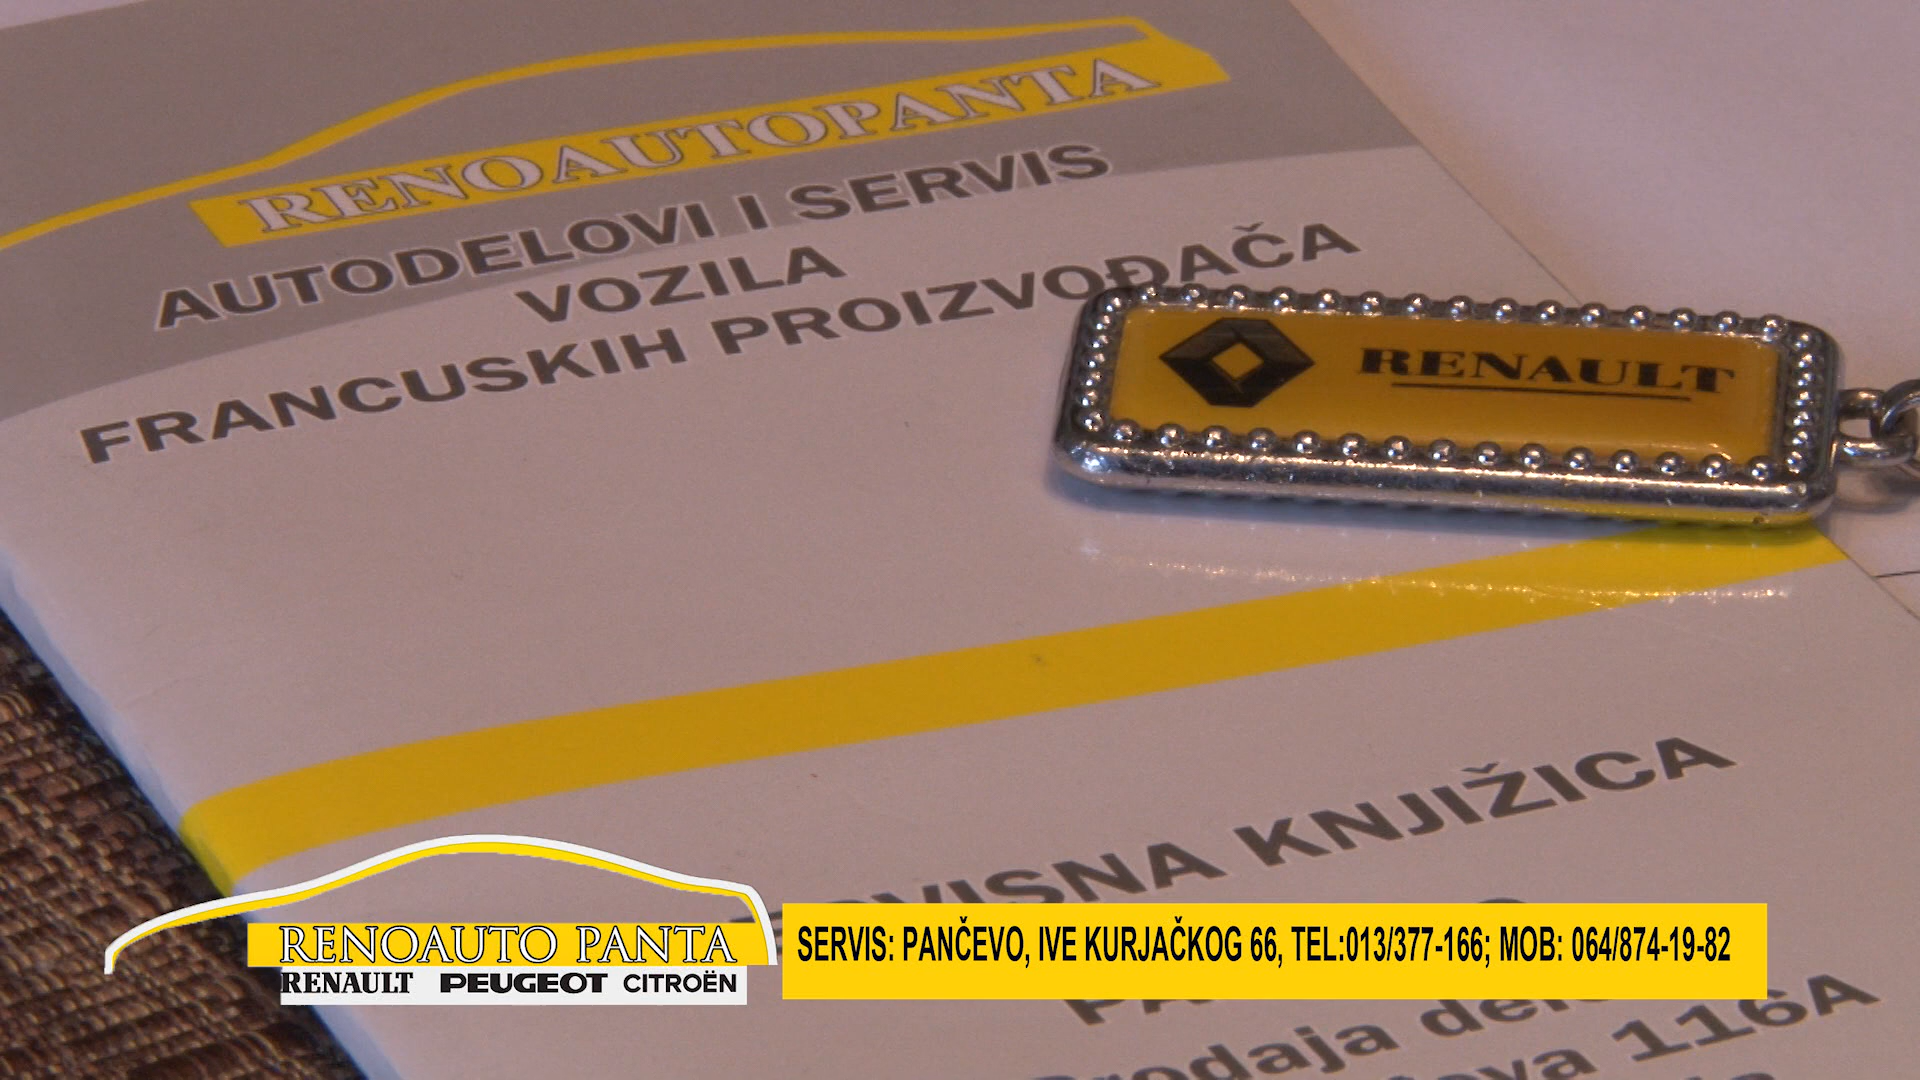 RENOAUTOPANTA
AUTODELOVI I SERVIS
VOZILA
FRANCUSKIH PROIZVOĐAČA
RENAULT
KNJIŽICA
RENOAUTO PANTA
RENAULT PEUGEOT CITROËN
SERVIS: PANČEVO, IVE KURJAČKOG 66, TEL:013/377-166; MOB: 064/874-19-82
116A